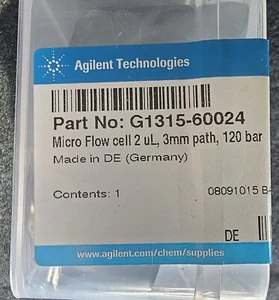 Agilent Technologies
Part No: G1315-60024
Micro Flow cell 2 uL, 3mm path, 120 bar
Made in DE (Germany)
Contents: 1
08091015 B-
DE
www.agilent.com/chem/supplies